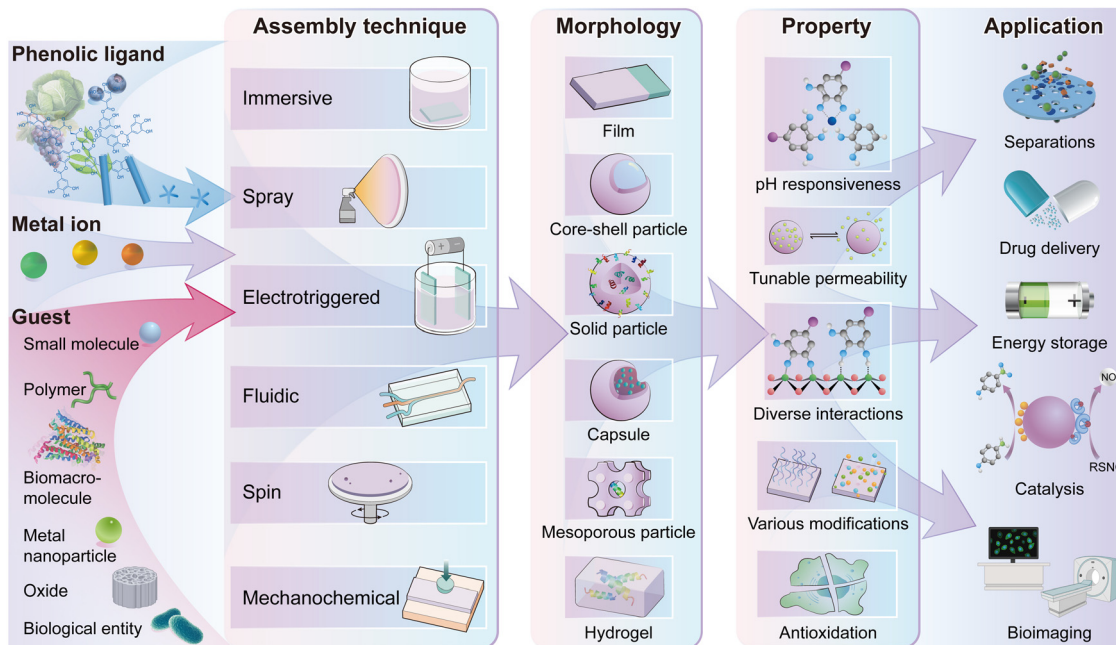 Assembly technique
Morphology
Property
Application
Phenolic ligand
Metal ion
Guest
Small molecule
Polymer
Biomacro-
molecule
Metal
nanoparticle
Oxide
Biological entity
Immersive
Spray
Electrotriggered
+ -
Fluidic
Spin
Mechanochemical
Film
Core-shell particle
Solid particle
Capsule
Mesoporous particle
Hydrogel
pH responsiveness
Tunable permeability
Diverse interactions
Various modifications
Antioxidation
Separations
Drug delivery
- +
Energy storage
NO
RSNO
Catalysis
Bioimaging